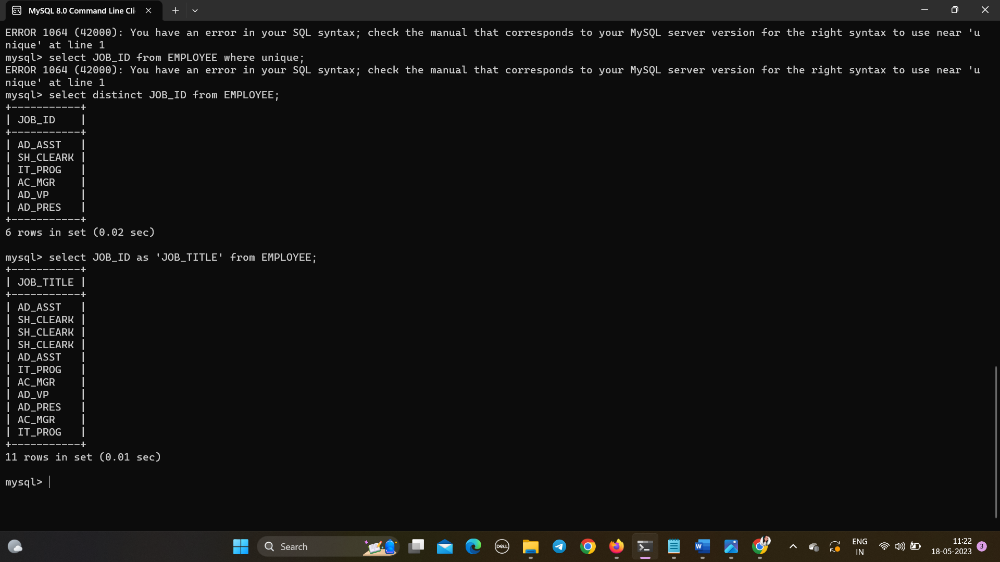 MySQL 8.0 Command Line Cli
ERROR 1064 (42000): You have an error in your SQL syntax; check the manual that corresponds to your MySQL server version for the right syntax to use near 'u
nique' at line 1
mysql> select JOB_ID from EMPLOYEE where unique;
ERROR 1064 (42000): You have an error in your SQL syntax; check the manual that corresponds to your MySQL server version for the right syntax to use near 'u
nique' at line 1
mysql> select distinct JOB_ID from EMPLOYEE;
+-----------+
| JOB_ID    |
+-----------+
| AD_ASST   |
| SH_CLEARK |
| IT_PROG   |
| AC_MGR    |
| AD_VP     |
| AD_PRES   |
+-----------+
6 rows in set (0.02 sec)
mysql> select JOB_ID as 'JOB_TITLE' from EMPLOYEE;
+-----------+
| JOB_TITLE |
+-----------+
| AD_ASST   |
| SH_CLEARK |
| SH_CLEARK |
| SH_CLEARK |
| AD_ASST   |
| IT_PROG   |
| AC_MGR    |
| AD_VP     |
| AD_PRES   |
| AC_MGR    |
| IT_PROG   |
+-----------+
11 rows in set (0.01 sec)
mysql>
Search
DELL
W
ENG
IN
11:22
18-05-2023
3